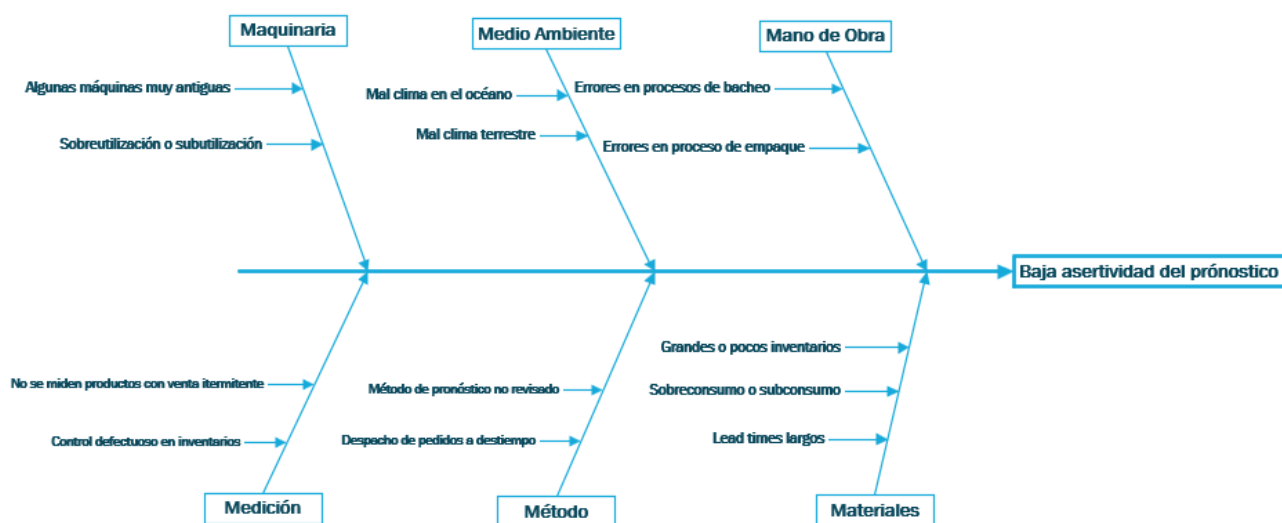 Maquinaria
Medio Ambiente
Mano de Obra
Algunas máquinas muy antiguas
Mal clima en el océano
Errores en procesos de bacheo
Sobreutilización o subutilización
Mal clima terrestre
Errores en proceso de empaque
Baja asertividad del prónostico
Grandes o pocos inventarios
No se miden productos con venta itermitente
Método de pronóstico no revisado
Sobreconsumo o subconsumo
Control defectuoso en inventarios
Despacho de pedidos a destiempo
Lead times largos
Medición
Método
Materiales